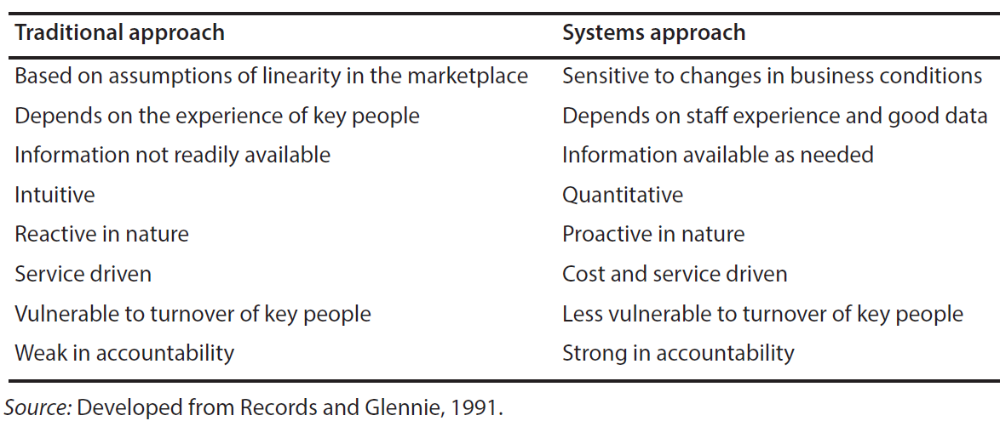 Traditional approach Systems approach
Based on assumptions of linearity in the marketplace Sensitive to changes in business conditions
Depends on the experience of key people Depends on staff experience and good data
Information not readily available Information available as needed
Intuitive Quantitative
Reactive in nature Proactive in nature
Service driven Cost and service driven
Vulnerable to turnover of key people Less vulnerable to turnover of key people
Weak in accountability Strong in accountability
Source: Developed from Records and Glennie, 1991.